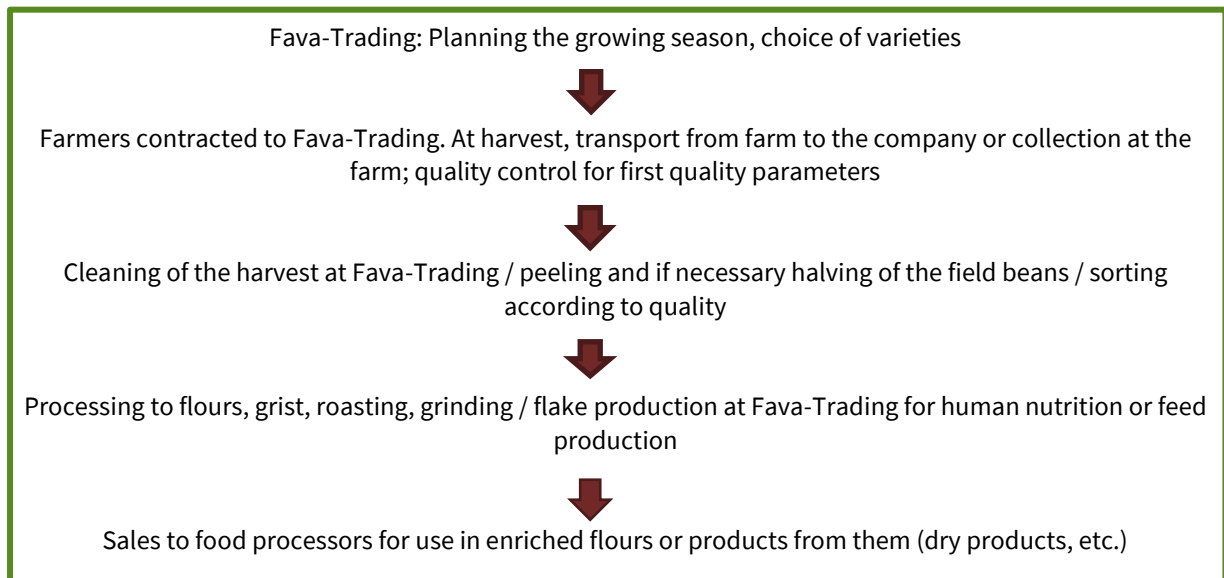 Fava-Trading: Planning the growing season, choice of varieties
Farmers contracted to Fava-Trading. At harvest, transport from farm to the company or collection at the
farm; quality control for first quality parameters
Cleaning of the harvest at Fava-Trading / peeling and if necessary halving of the field beans / sorting
according to quality
Processing to flours, grist, roasting, grinding / flake production at Fava-Trading for human nutrition or feed
production
Sales to food processors for use in enriched flours or products from them (dry products, etc.)